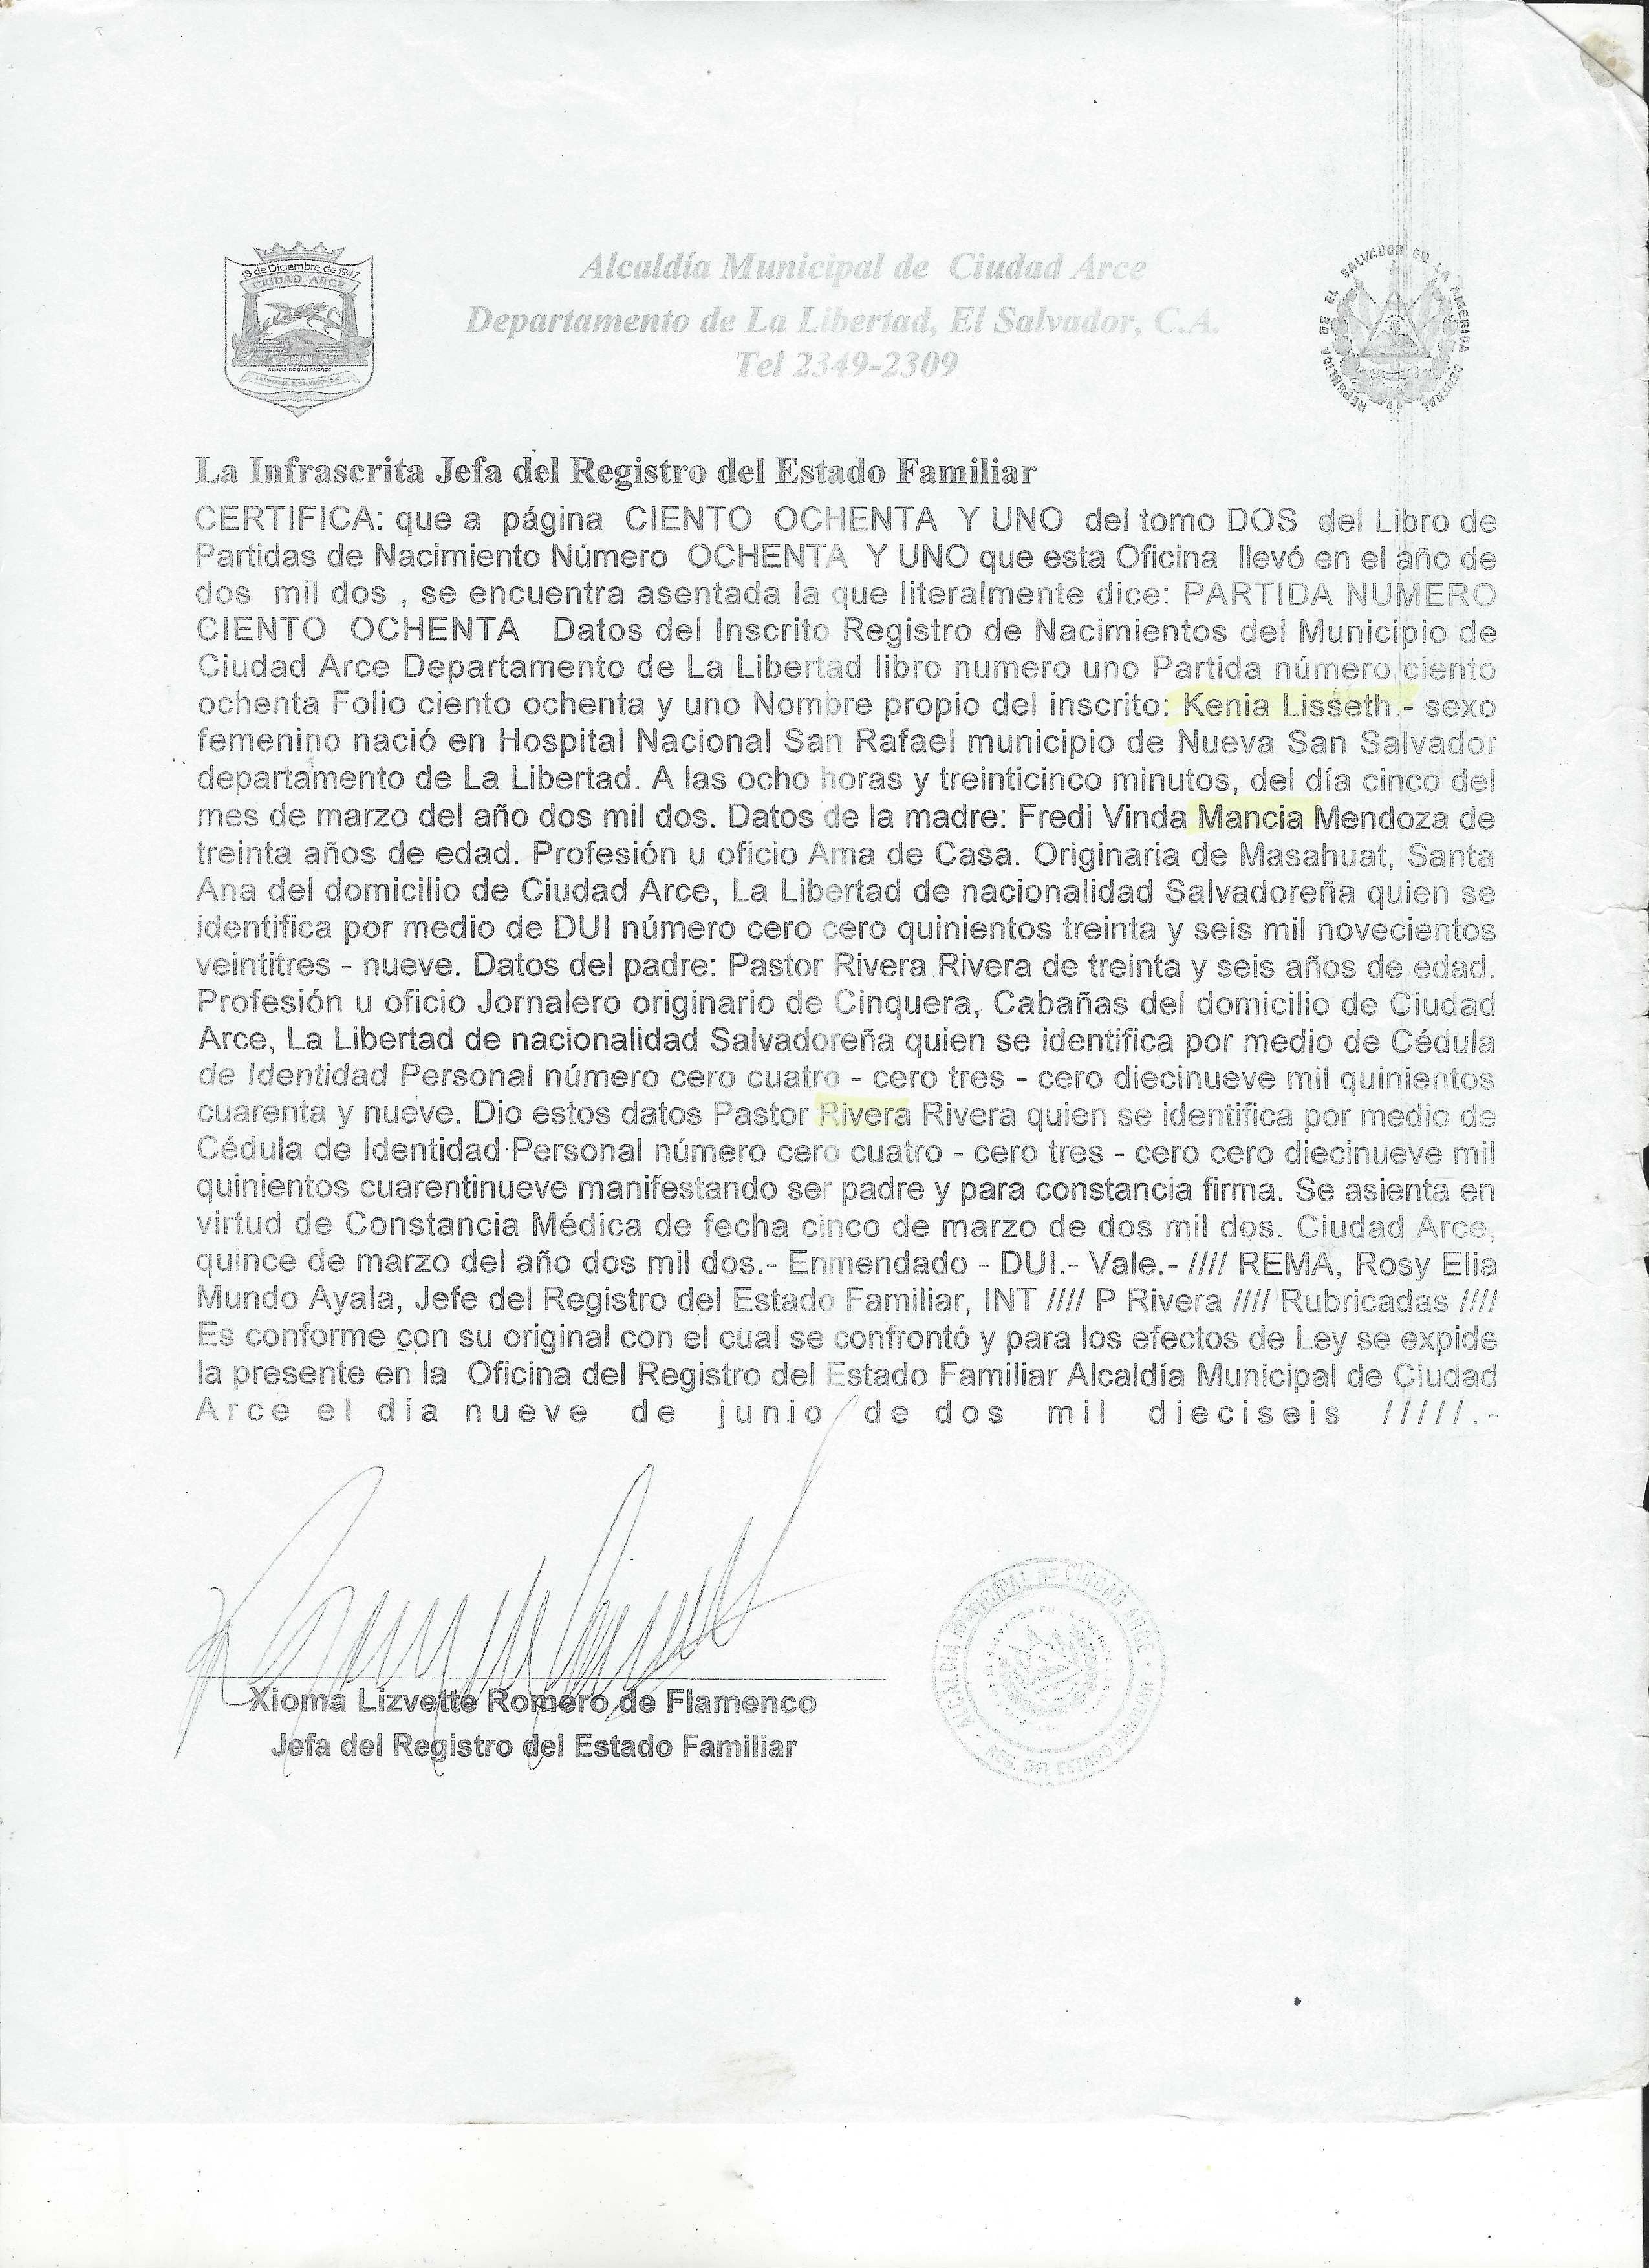 18 de Diciembre de 1947
CIUDAD ARCE
RUINAS DE SAN ANDRES
Alcaldía Municipal de Ciudad Arce
Departamento de La Libertad, El Salvador, C.A.
Tel 2349-2309
REPUBLICA DE EL SALVADOR EN LA AMERICA CENTRAL
La Infrascrita Jefa del Registro del Estado Familiar
CERTIFICA: que a página CIENTO OCHENTA Y UNO del tomo DOS del Libro de
Partidas de Nacimiento Número OCHENTA Y UNO que esta Oficina llevó en el año de
dos mil dos , se encuentra asentada la que literalmente dice: PARTIDA NUMERO
CIENTO OCHENTA Datos del Inscrito Registro de Nacimientos del Municipio de
Ciudad Arce Departamento de La Libertad libro numero uno Partida número ciento
ochenta Folio ciento ochenta y uno Nombre propio del inscrito: Kenia Lisseth.- sexo
femenino nació en Hospital Nacional San Rafael municipio de Nueva San Salvador
departamento de La Libertad. A las ocho horas y treinticinco minutos, del día cinco del
mes de marzo del año dos mil dos. Datos de la madre: Fredi Vinda Mancia Mendoza de
treinta años de edad. Profesión u oficio Ama de Casa. Originaria de Masahuat, Santa
Ana del domicilio de Ciudad Arce, La Libertad de nacionalidad Salvadoreña quien se
identifica por medio de DUI número cero cero quinientos treinta y seis mil novecientos
veintitres - nueve. Datos del padre: Pastor Rivera Rivera de treinta y seis años de edad.
Profesión u oficio Jornalero originario de Cinquera, Cabañas del domicilio de Ciudad
Arce, La Libertad de nacionalidad Salvadoreña quien se identifica por medio de Cédula
de Identidad Personal número cero cuatro - cero tres - cero diecinueve mil quinientos
cuarenta y nueve. Dio estos datos Pastor Rivera Rivera quien se identifica por medio de
Cédula de Identidad Personal número cero cuatro - cero tres - cero cero diecinueve mil
quinientos cuarentinueve manifestando ser padre y para constancia firma. Se asienta en
virtud de Constancia Médica de fecha cinco de marzo de dos mil dos. Ciudad Arce,
quince de marzo del año dos mil dos.- Enmendado - DUI.- Vale.- //// REMA, Rosy Elia
Mundo Ayala, Jefe del Registro del Estado Familiar, INT //// P Rivera //// Rubricadas ////
Es conforme con su original con el cual se confrontó y para los efectos de Ley se expide
la presente en la Oficina del Registro del Estado Familiar Alcaldía Municipal de Ciudad
Arce el día nueve de junio de dos mil dieciseis /////.-
Xioma Lizvette Romero de Flamenco
Jefa del Registro del Estado Familiar
ALCALDIA MUNICIPAL DE CIUDAD ARCE
REG. DEL ESTADO